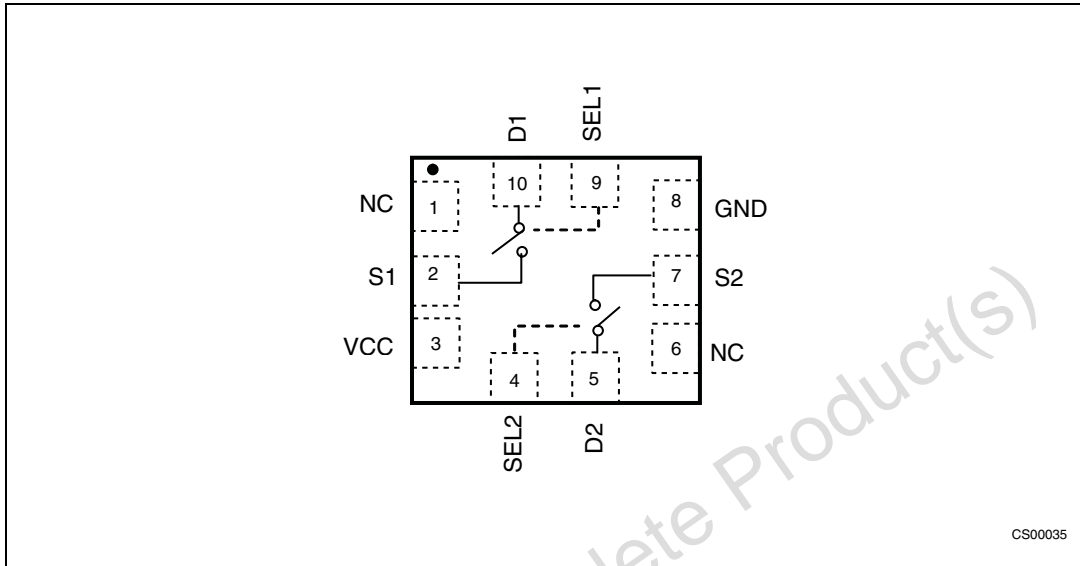 D1 SEL1
NC 1 10 9 8 GND
S1 2 7 S2
VCC 3 6 NC
4 5
SEL2 D2
lete Product(s)
CS00035